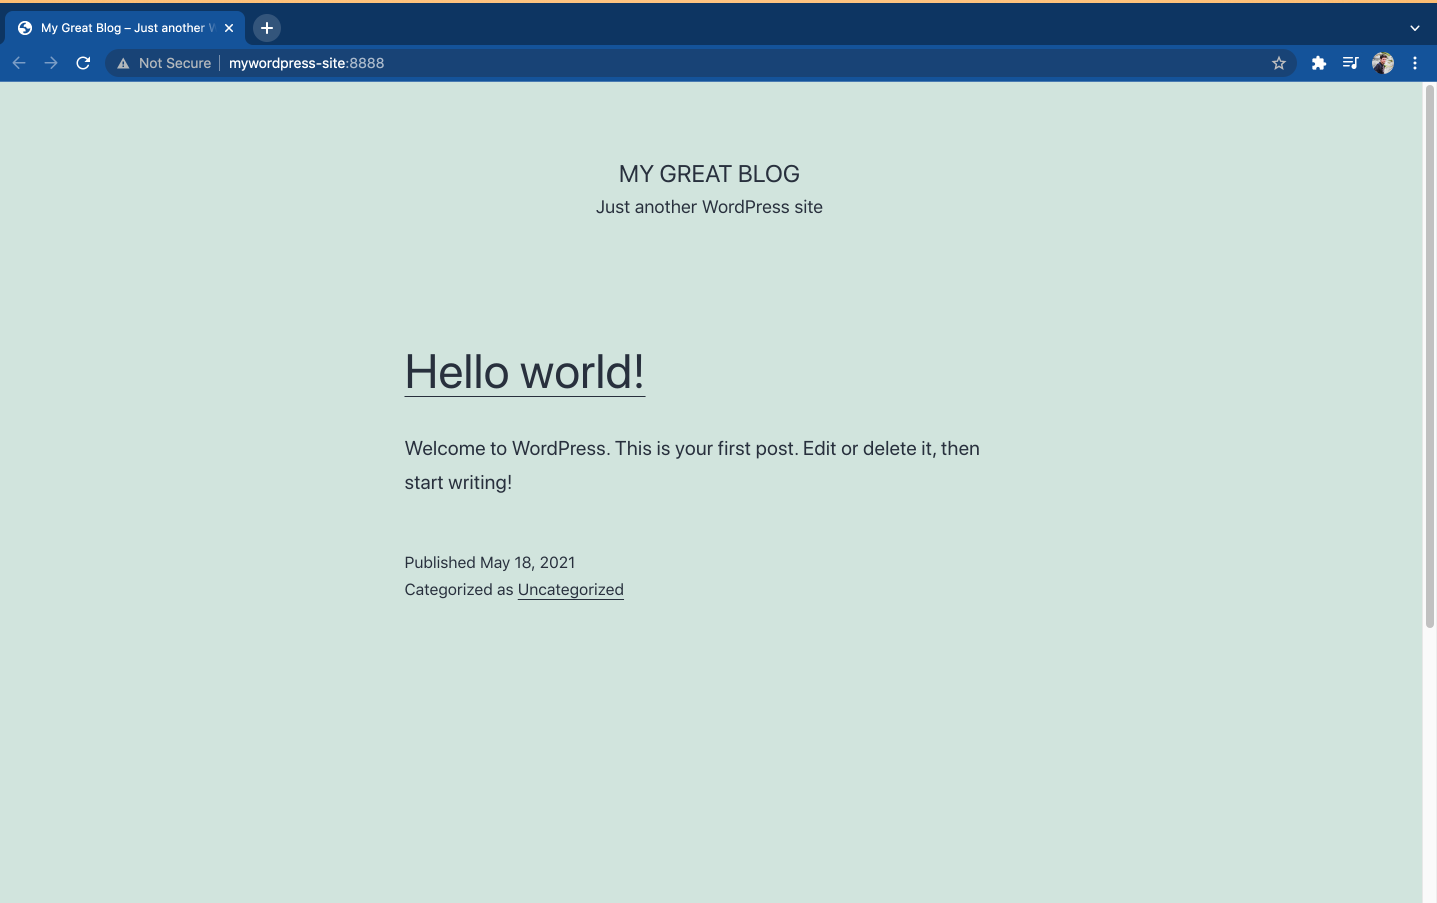 My Great Blog – Just another W
Not Secure mywordpress-site:8888
MY GREAT BLOG
Just another WordPress site
Hello world!
Welcome to WordPress. This is your first post. Edit or delete it, then
start writing!
Published May 18, 2021
Categorized as Uncategorized